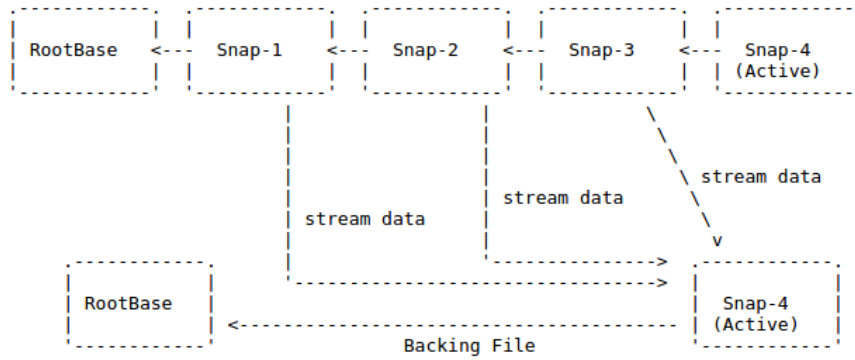 RootBase <--- Snap-1 <--- Snap-2 <--- Snap-3 <--- Snap-4
(Active)
stream data
stream data
stream data
RootBase Snap-4
<--------------------------------------- (Active)
Backing File